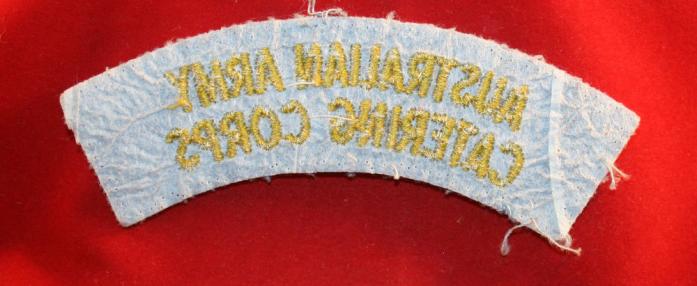 AUSTRALIAN ARMY
CATERING CORPS